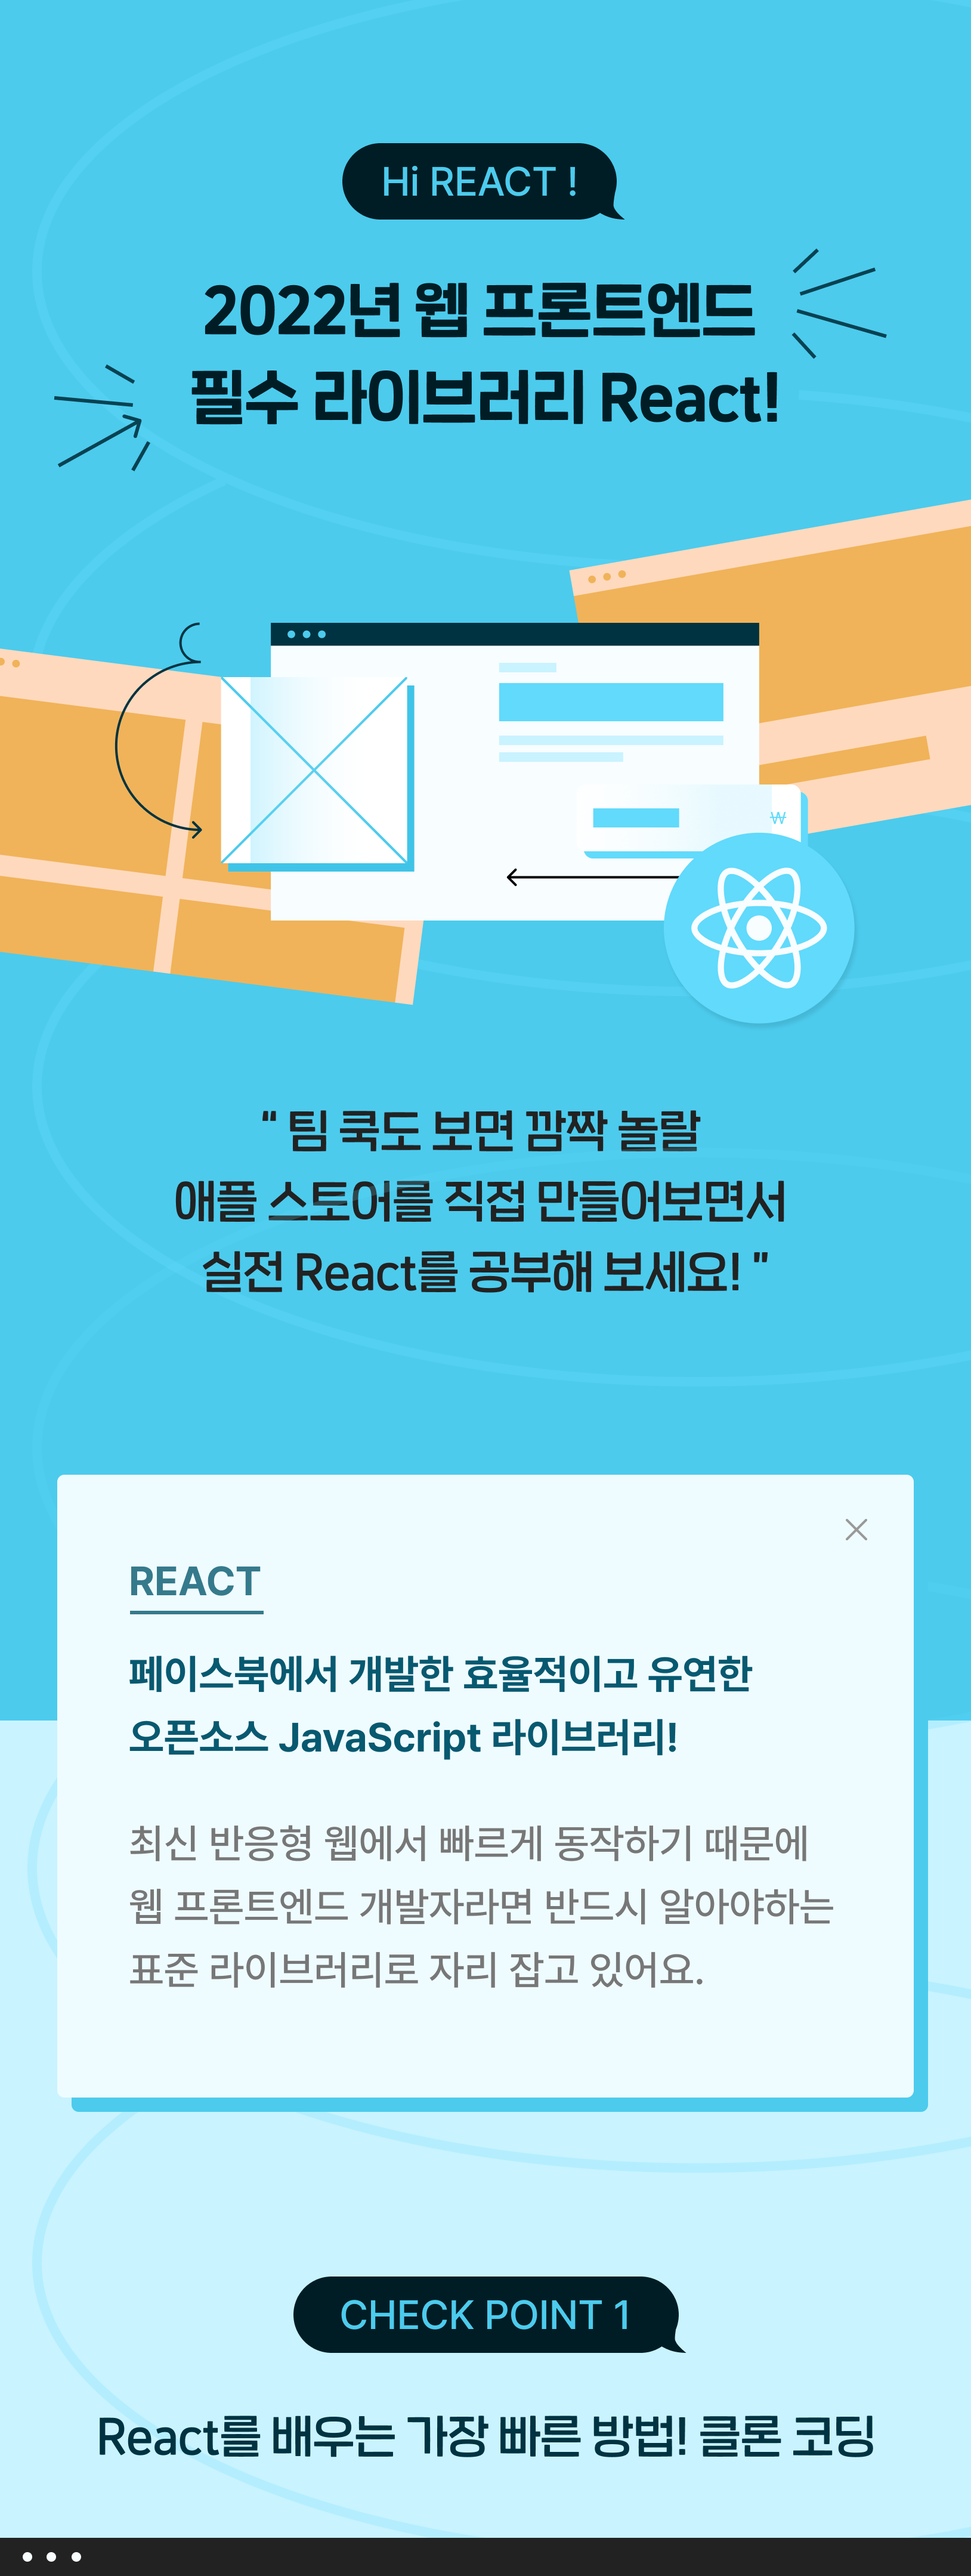 Hi REACT !
2022년 웹 프론트엔드
필수 라이브러리 React!
₩
“ 팀 쿡도 보면 깜짝 놀랄
애플 스토어를 직접 만들어보면서
실전 React를 공부해 보세요! ”
REACT
페이스북에서 개발한 효율적이고 유연한
오픈소스 JavaScript 라이브러리!
최신 반응형 웹에서 빠르게 동작하기 때문에
웹 프론트엔드 개발자라면 반드시 알아야하는
표준 라이브러리로 자리 잡고 있어요.
CHECK POINT 1
React를 배우는 가장 빠른 방법! 클론 코딩